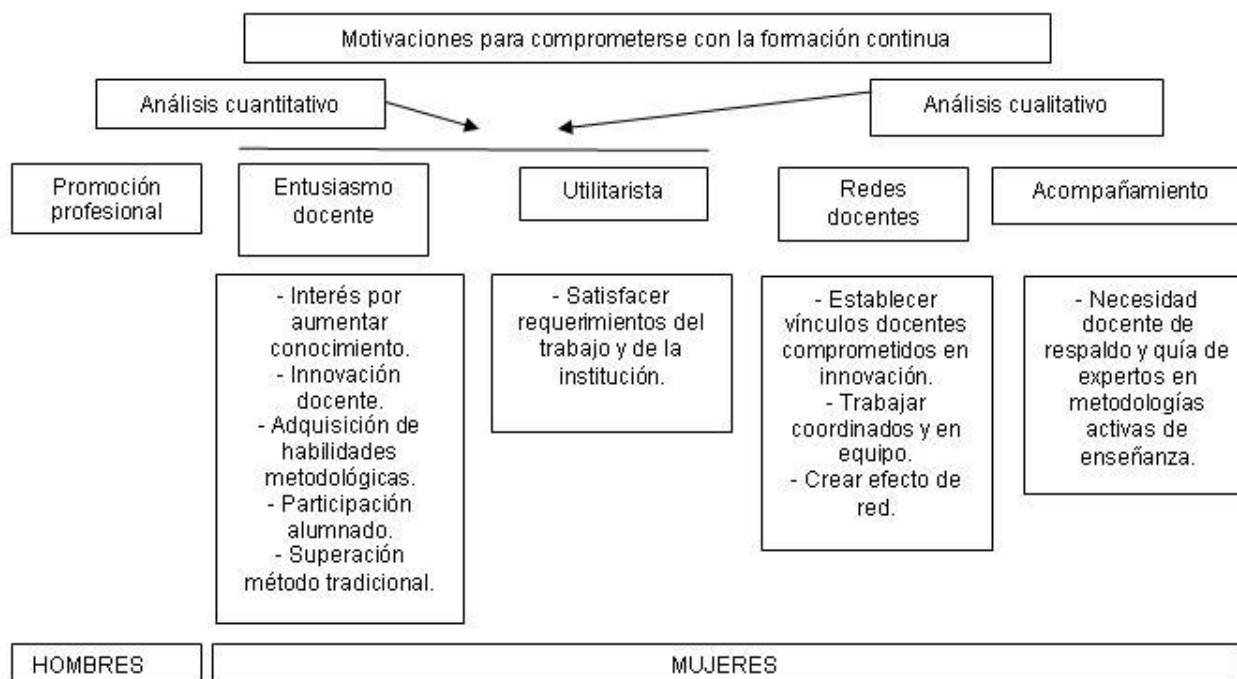 Motivaciones para comprometerse con la formación continua
Análisis cuantitativo
Análisis cualitativo
Promoción
profesional
Entusiasmo
docente
Utilitarista
Redes
docentes
Acompañamiento
- Interés por
aumentar
conocimiento.
- Innovación
docente.
- Adquisición de
habilidades
metodológicas.
- Participación
alumnado.
- Superación
método tradicional.
- Satisfacer
requerimientos del
trabajo y de la
institución.
- Establecer
vínculos docentes
comprometidos en
innovación.
- Trabajar
coordinados y en
equipo.
- Crear efecto de
red.
- Necesidad
docente de
respaldo y quía de
expertos en
metodologías
activas de
enseñanza.
HOMBRES
MUJERES